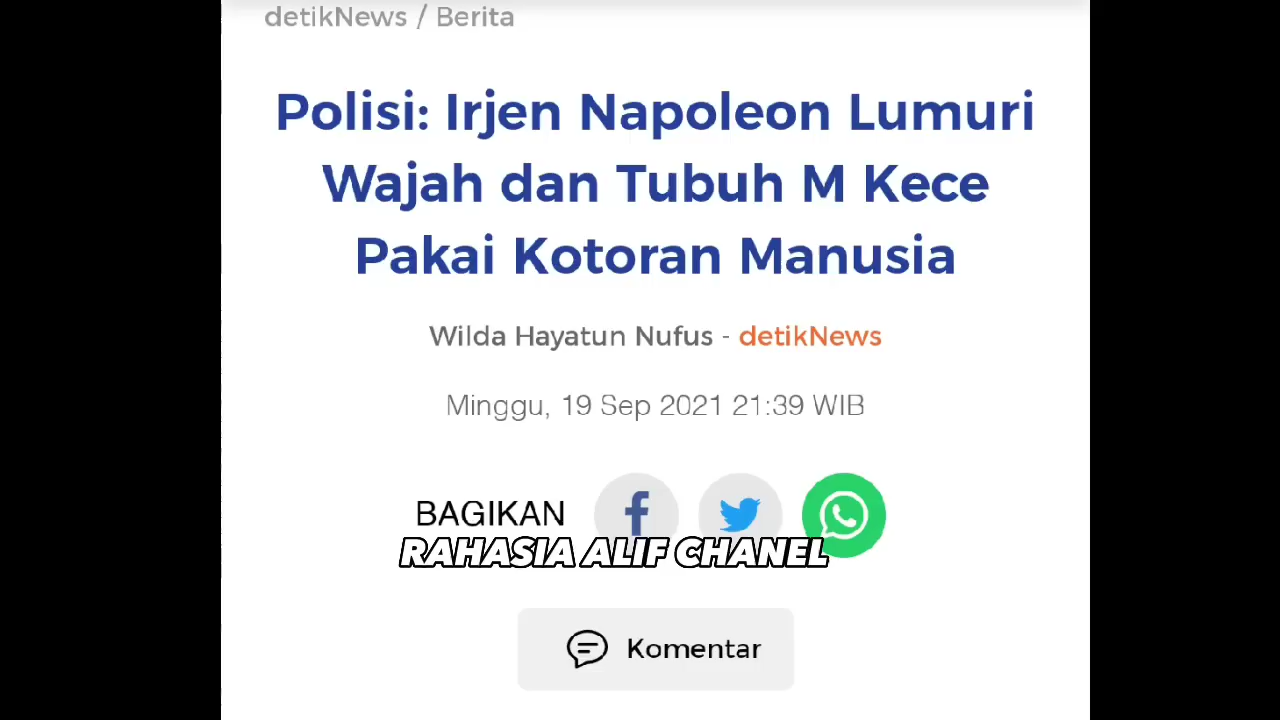 detikNews / Berita
Polisi: Irjen Napoleon Lumuri
Wajah dan Tubuh M Kece
Pakai Kotoran Manusia
Wilda Hayatun Nufus - detikNews
Minggu, 19 Sep 2021 21:39 WIB
BAGIKAN
RAHASIA ALIF CHANEL
Komentar